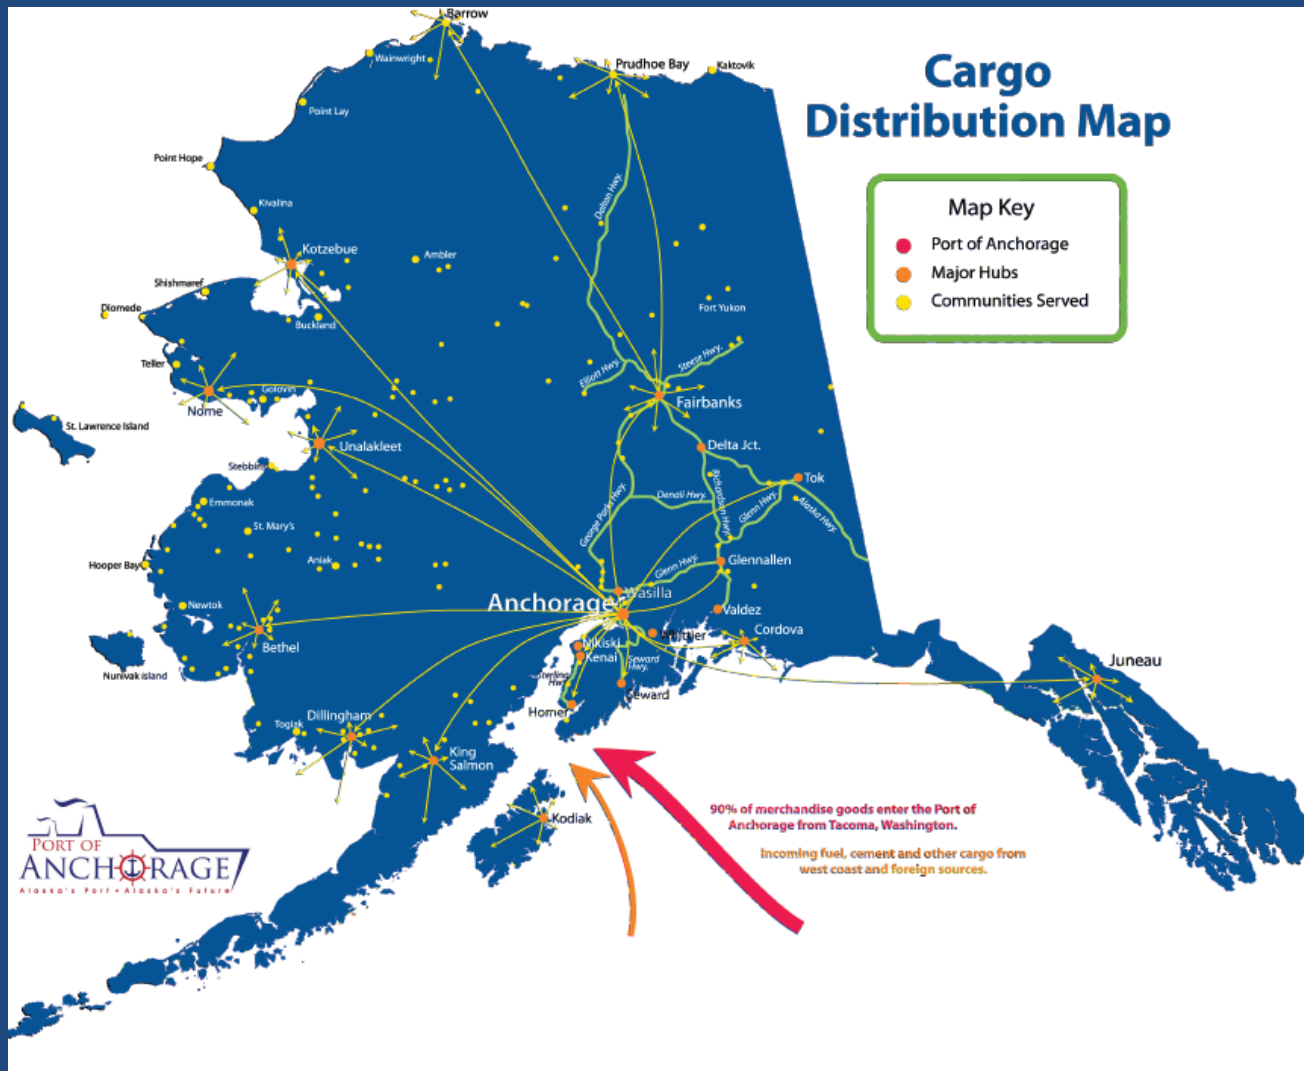 Cargo
Distribution Map
Map Key
Port of Anchorage
Major Hubs
Communities Served
Barrow
Wainwright
Prudhoe Bay
Kaktovik
Point Lay
Point Hope
Kivalina
Kotzebue
Ambler
Shishmaref
Diomede
Buckland
Fort Yukon
Dalton Hwy.
Elliott Hwy.
Steese Hwy.
Teller
Nome
Golovin
Fairbanks
St. Lawrence Island
Unalakleet
Delta Jct.
Stebbins
Tok
Emmonak
George Parks Hwy.
Denali Hwy.
Richardson Hwy.
Glenn Hwy.
Alaska Hwy.
St. Mary's
Hooper Bay
Aniak
Glenn Hwy.
Glennallen
Newtok
Anchorage
Wasilla
Valdez
Bethel
Whittier
Cordova
Nikiski
Kenai
Seward
Hwy.
Sterling
Hwy.
Nunivak island
Juneau
Seward
Homer
Togiak
Dillingham
King
Salmon
Kodiak
90% of merchandise goods enter the Port of
Anchorage from Tacoma, Washington.
Incoming fuel, cement and other cargo from
west coast and foreign sources.
PORT OF
ANCHORAGE
Alaska's Port • Alaska's Future